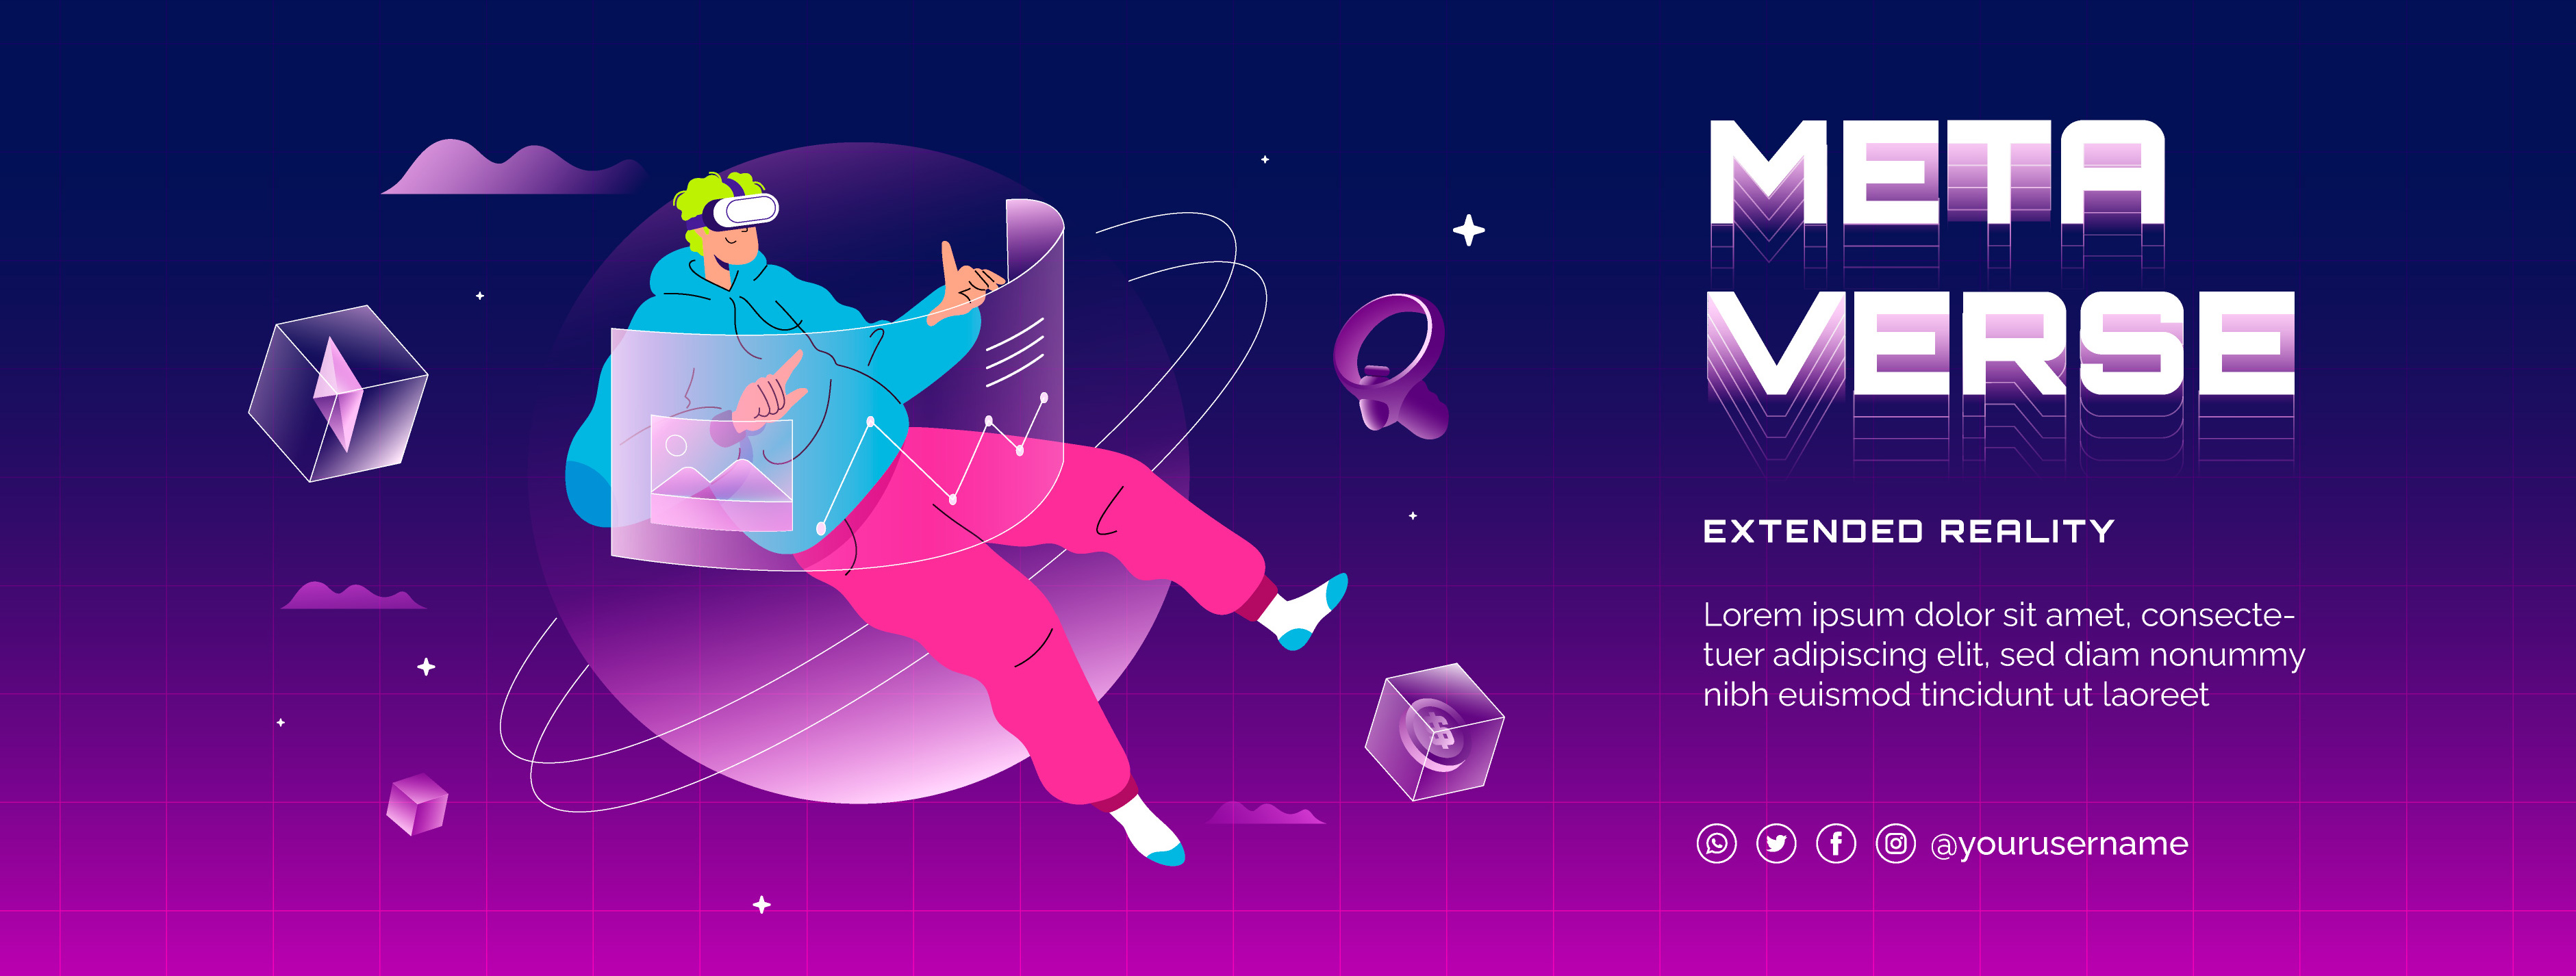 META
VERSE
EXTENDED REALITY
Lorem ipsum dolor sit amet, consecte-
tuer adipiscing elit, sed diam nonummy
nibh euismod tincidunt ut laoreet
$
@yourusername